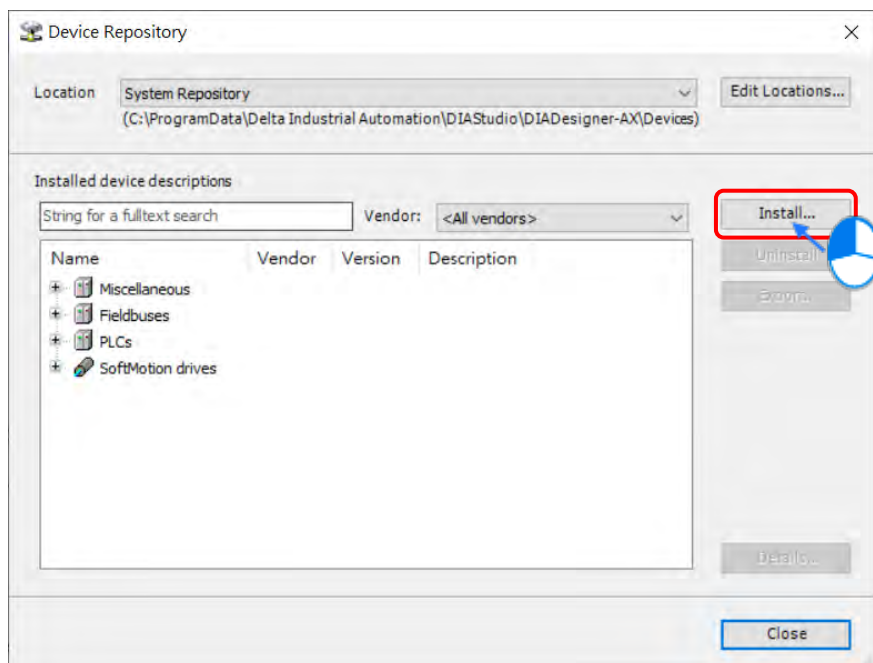 Device Repository
Location System Repository Edit Locations...
(C:\ProgramData\Delta Industrial Automation\DIAStudio\DIADesigner-AX\Devices)
Installed device descriptions
String for a fulltext search Vendor: <All vendors> Install...
Name Vendor Version Description Uninstall
Miscellaneous
Fieldbuses
PLCs
SoftMotion drives
Details...
Close